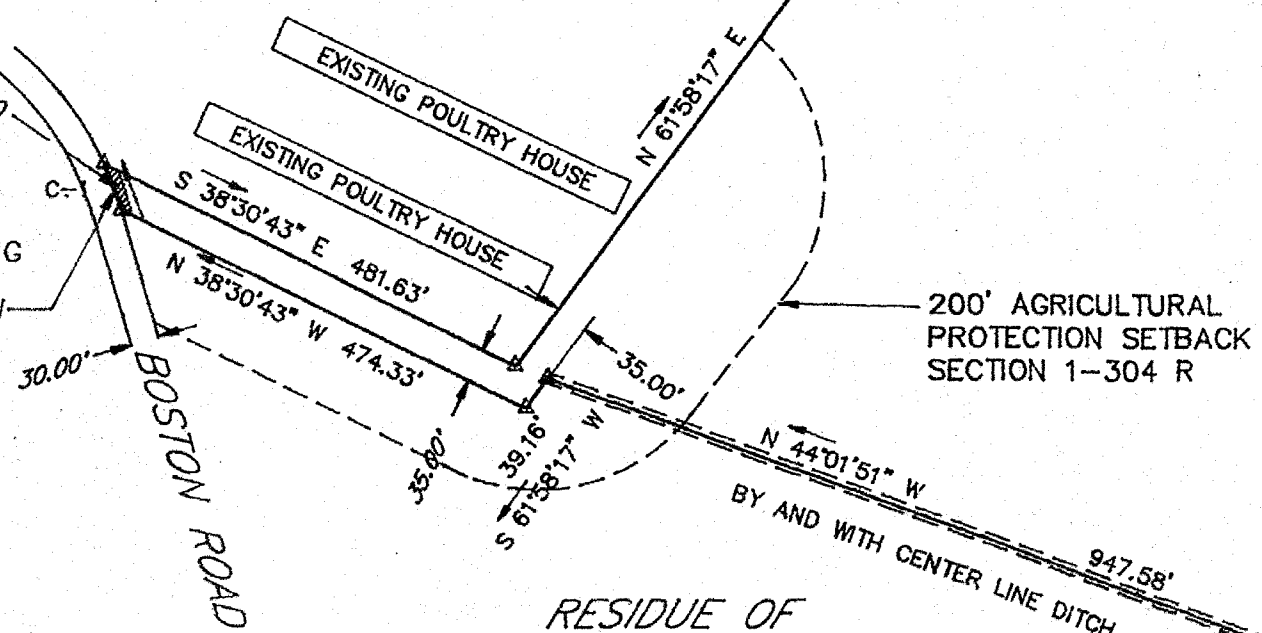 EXISTING POULTRY HOUSE
N 61°58'17" E
EXISTING POULTRY HOUSE
S 38°30'43" E 481.63'
C-1
G
N 38°30'43" W 474.33'
200' AGRICULTURAL
PROTECTION SETBACK
SECTION 1-304 R
30.00'
35.00'
BOSTON ROAD
35.00'
39.16'
S 61°58'17" W
N 44°01'51" W
947.58'
BY AND WITH CENTER LINE DITCH
RESIDUE OF